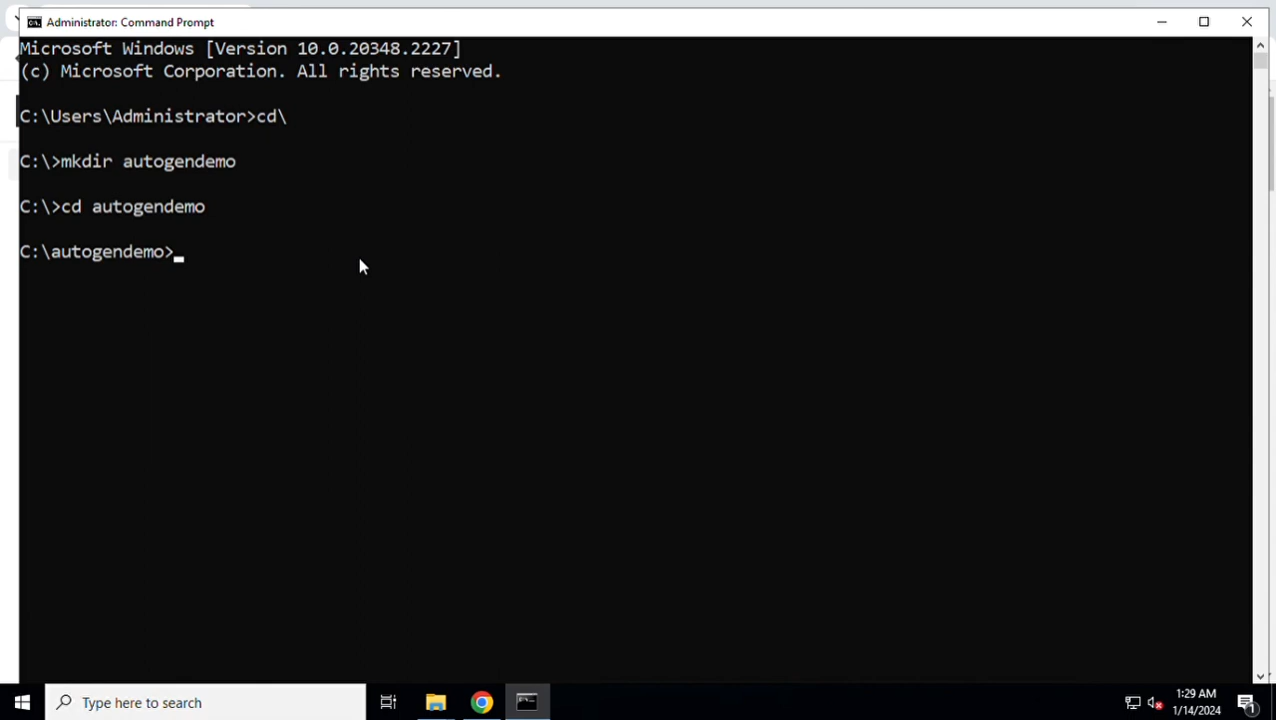 Administrator: Command Prompt
Microsoft Windows [Version 10.0.20348.2227]
(c) Microsoft Corporation. All rights reserved.
C:\Users\Administrator>cd\
C:\>mkdir autogendemo
C:\>cd autogendemo
C:\autogendemo>
Type here to search
1:29 AM
1/14/2024
1